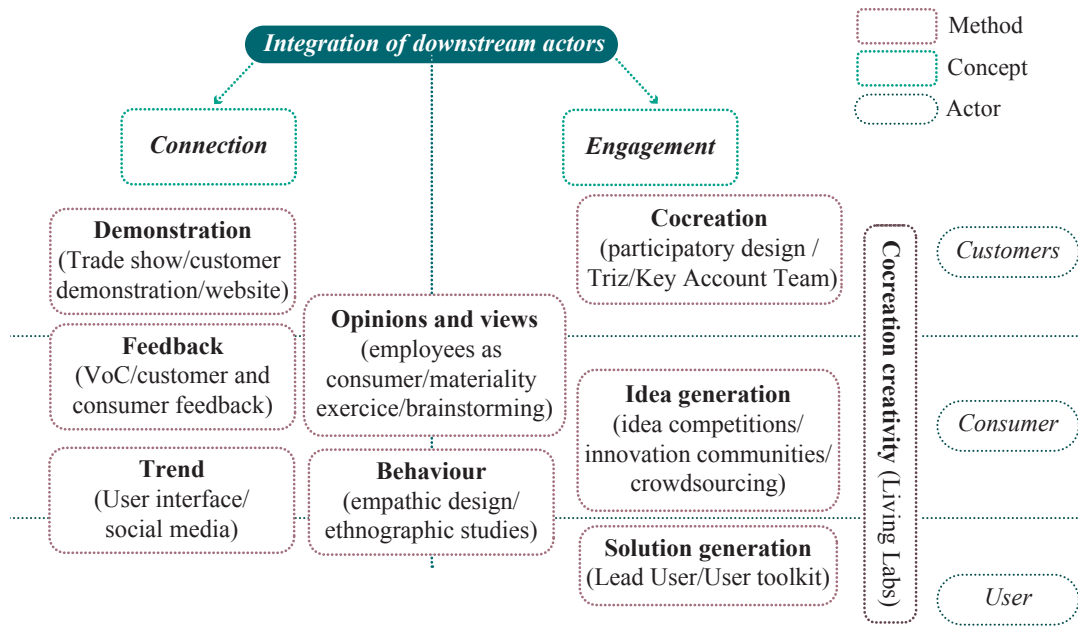 Integration of downstream actors
Method
Concept
Actor
Connection
Engagement
Demonstration
(Trade show/customer
demonstration/website)
Feedback
(VoC/customer and
consumer feedback)
Trend
(User interface/
social media)
Opinions and views
(employees as
consumer/materiality
exercice/brainstorming)
Behaviour
(empathic design/
ethnographic studies)
Cocreation
(participatory design /
Triz/Key Account Team)
Idea generation
(idea competitions/
innovation communities/
crowdsourcing)
Solution generation
(Lead User/User toolkit)
Cocreation creativity (Living Labs)
Customers
Consumer
User